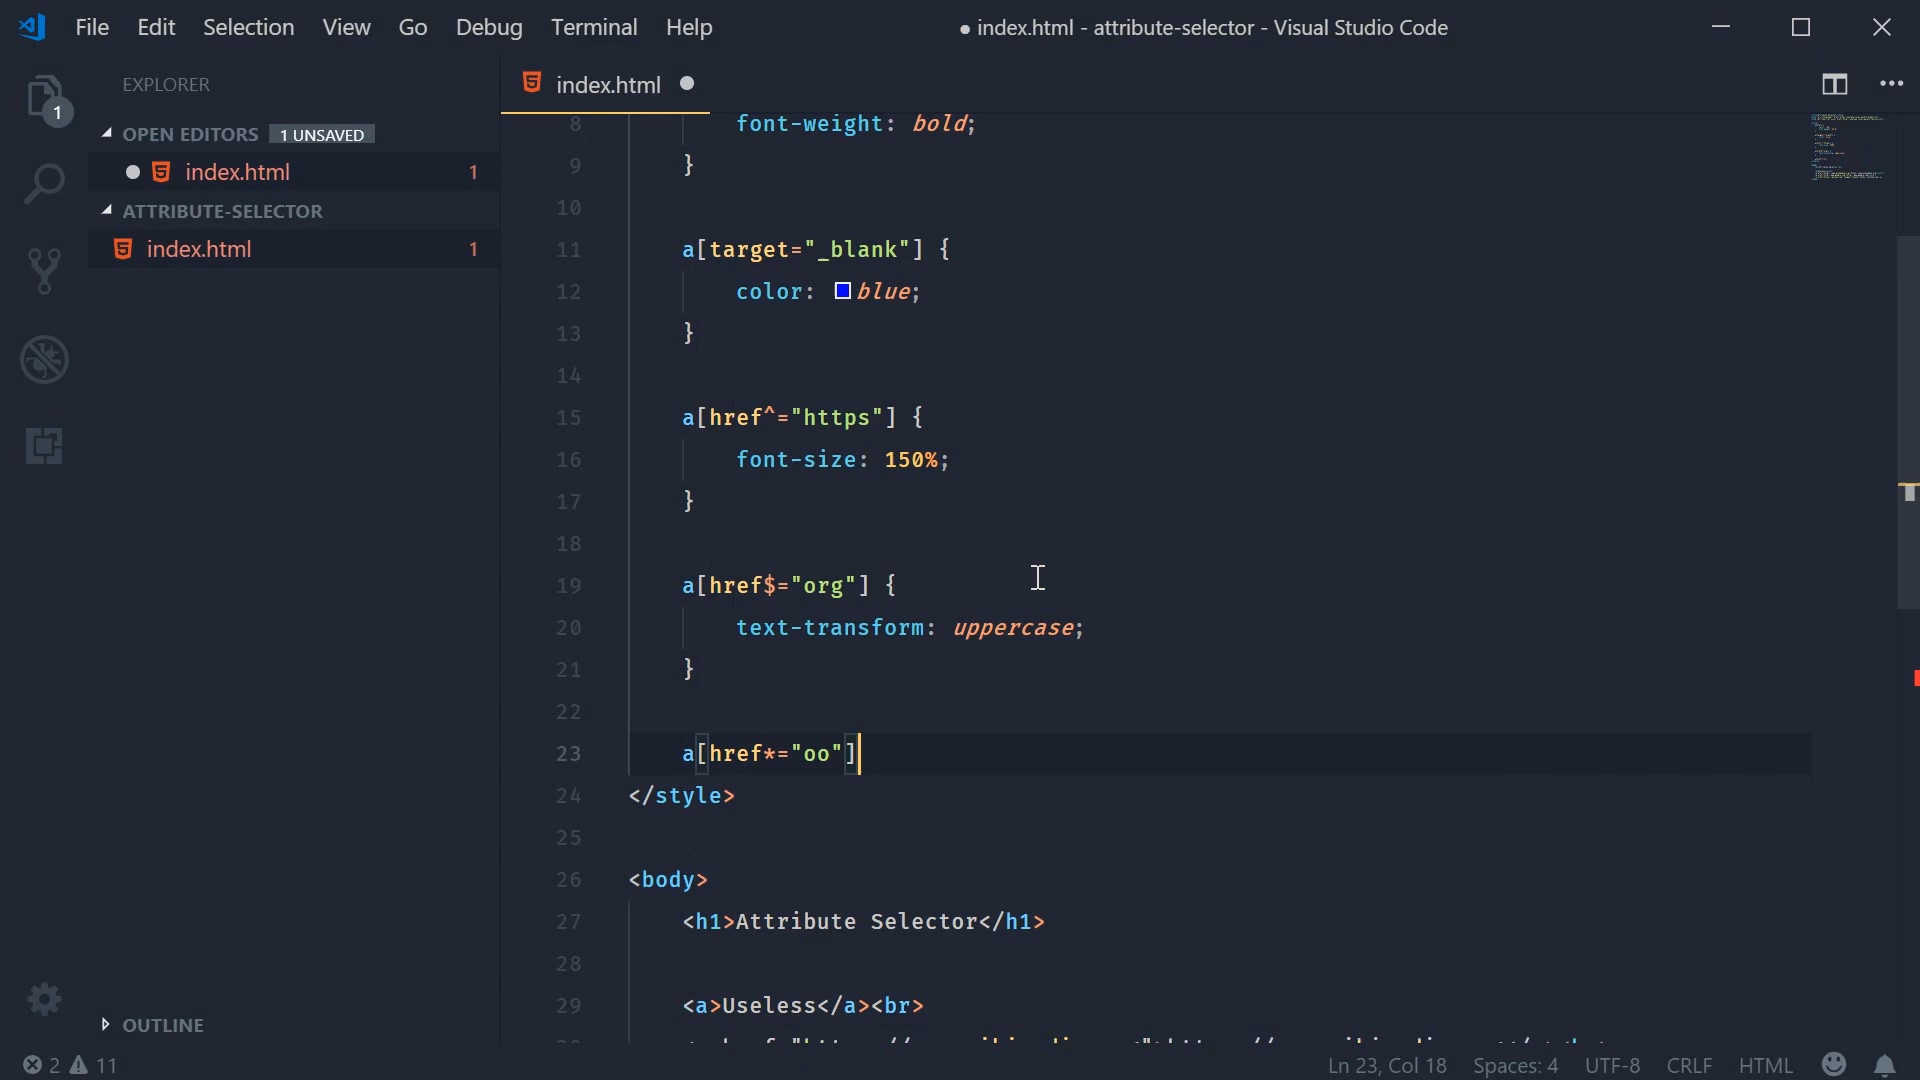 File Edit Selection View Go Debug Terminal Help
● index.html - attribute-selector - Visual Studio Code
1
EXPLORER
OPEN EDITORS 1 UNSAVED
index.html 1
ATTRIBUTE-SELECTOR
index.html 1
OUTLINE
index.html
8 font-weight: bold;
9 }
10
11 a[target="_blank"] {
12 color: blue;
13 }
14
15 a[href^="https"] {
16 font-size: 150%;
17 }
18
19 a[href$="org"] {
20 text-transform: uppercase;
21 }
22
23 a[href*="oo"]
24 </style>
25
26 <body>
27 <h1>Attribute Selector</h1>
28
29 <a>Useless</a><br>
2 11
Ln 23, Col 18 Spaces: 4 UTF-8 CRLF HTML